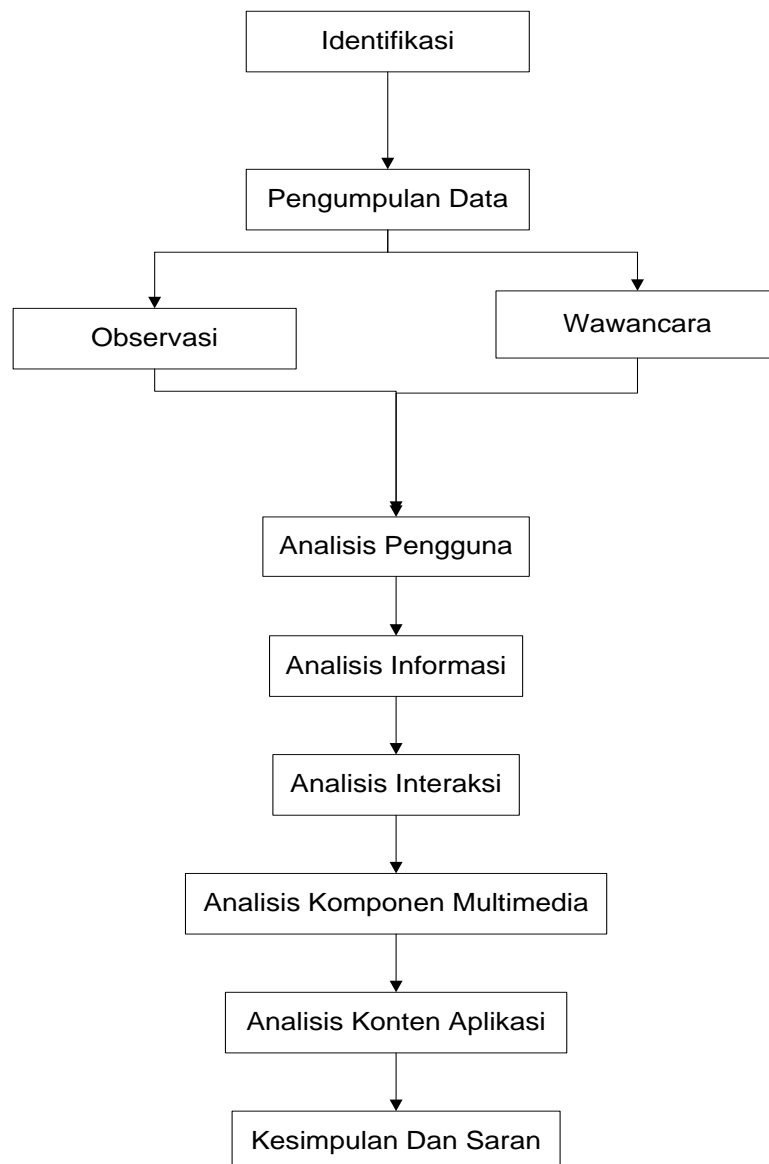 Identifikasi
Pengumpulan Data
Observasi
Wawancara
Analisis Pengguna
Analisis Informasi
Analisis Interaksi
Analisis Komponen Multimedia
Analisis Konten Aplikasi
Kesimpulan Dan Saran